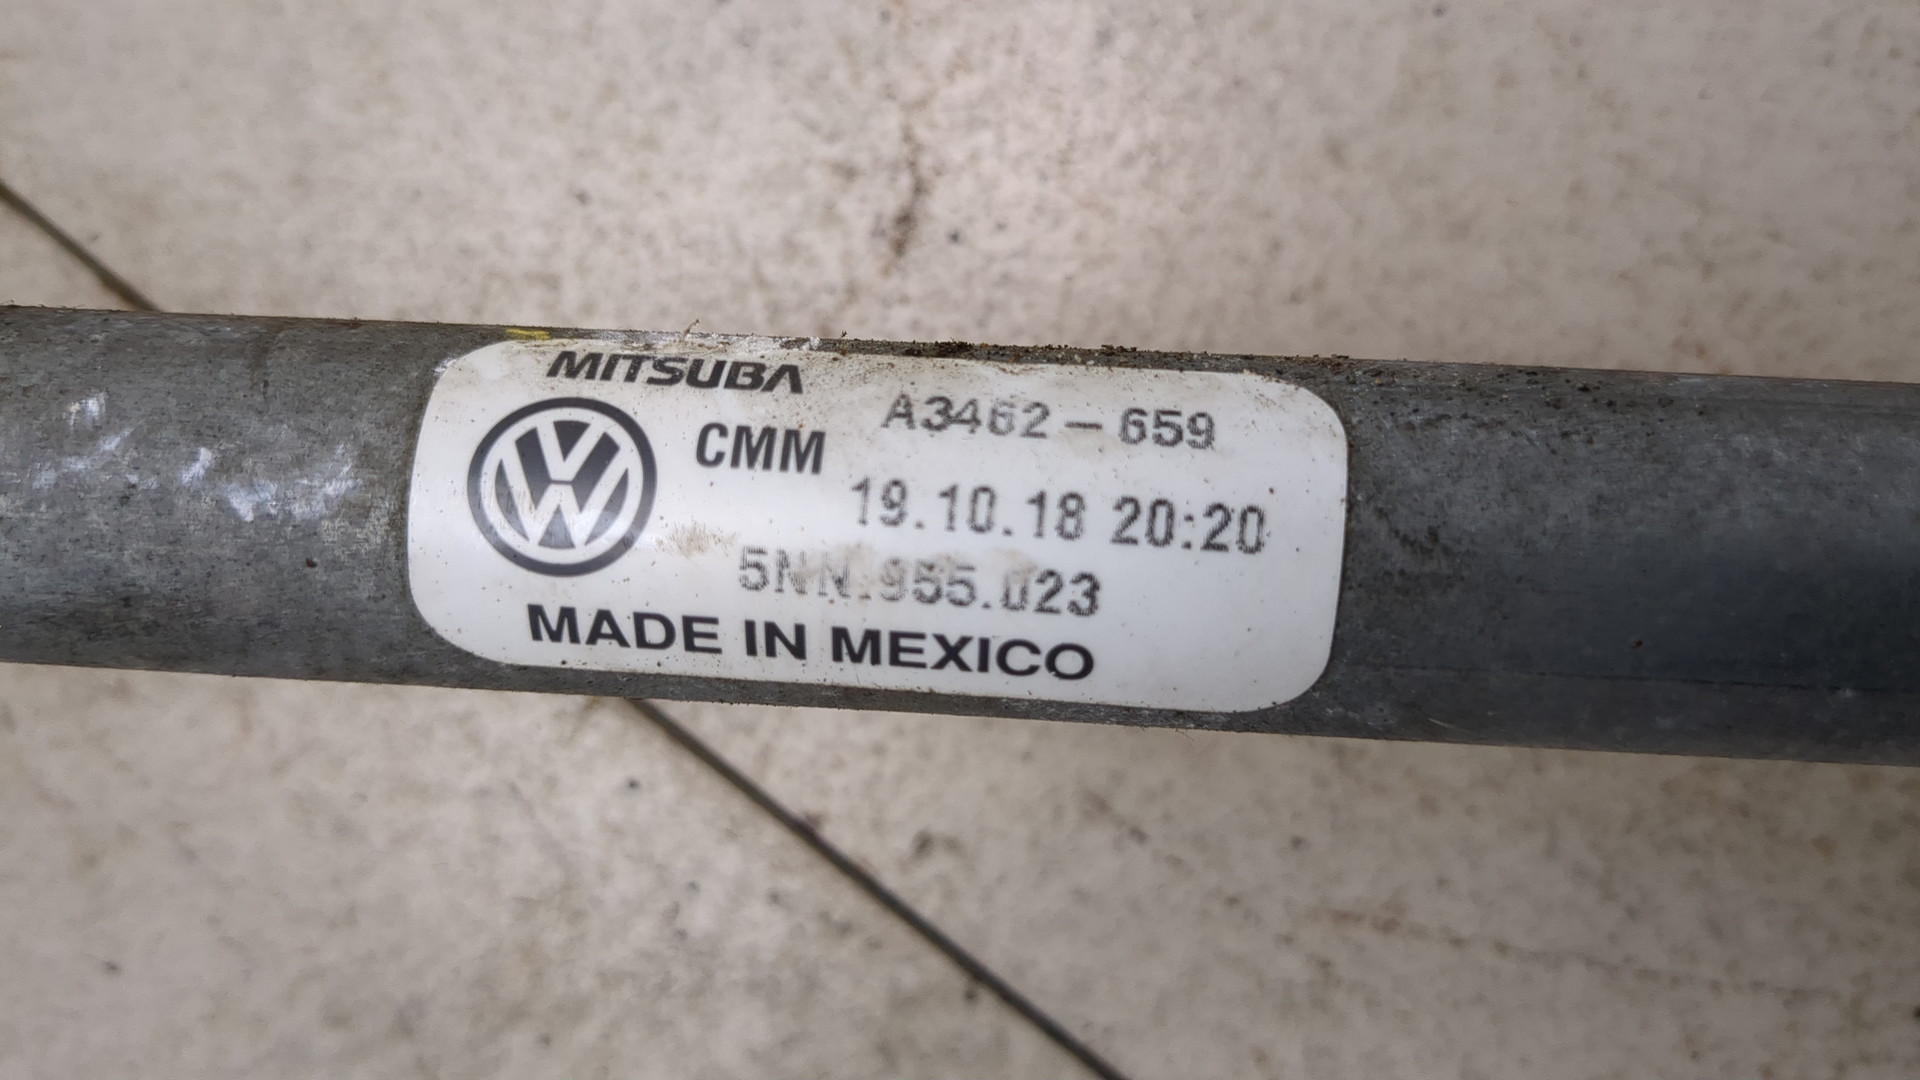 MITSUBA
CMM
A3462-659
19.10.18 20:20
5NN.955.023
MADE IN MEXICO